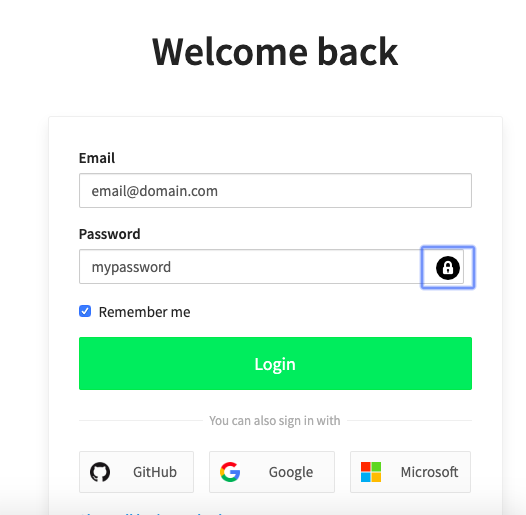 Welcome back
Email
email@domain.com
Password
mypassword
Remember me
Login
You can also sign in with
GitHub
Google
Microsoft